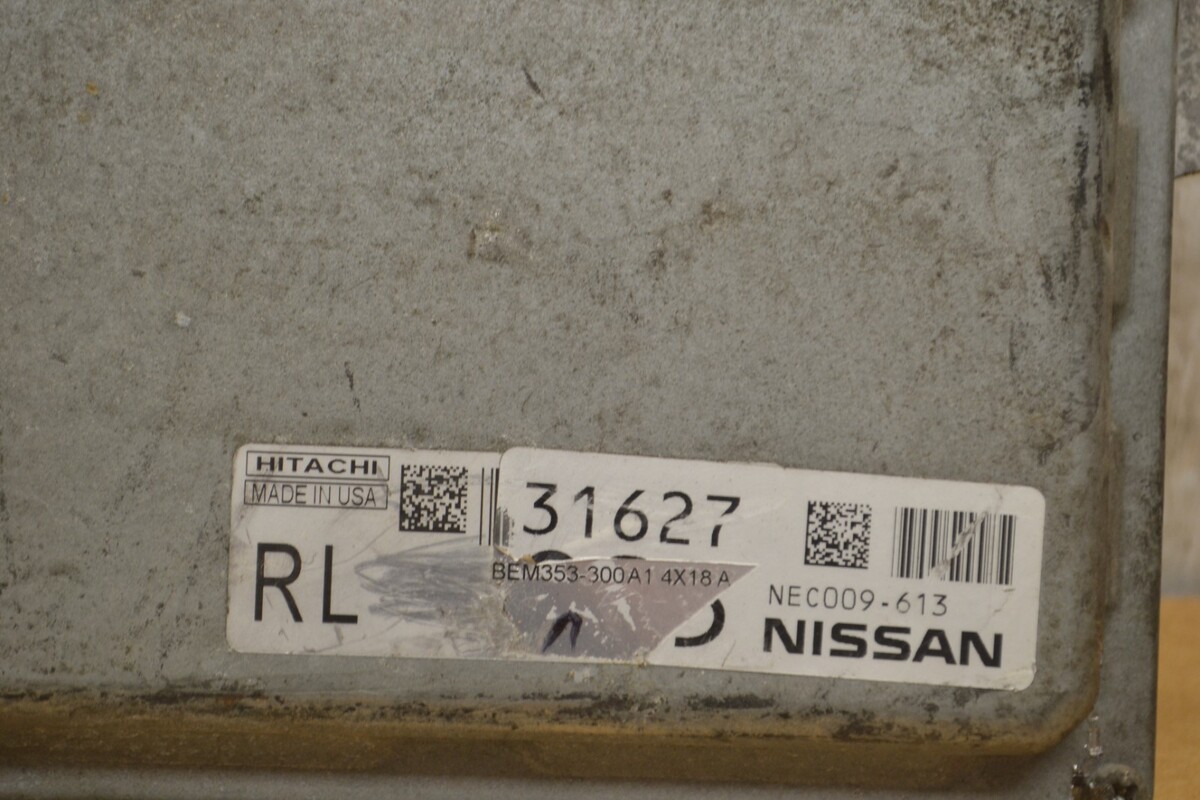 HITACHI
MADE IN USA
RL
31627
BEM353-300A1 4X18 A
NEC009-613
NISSAN